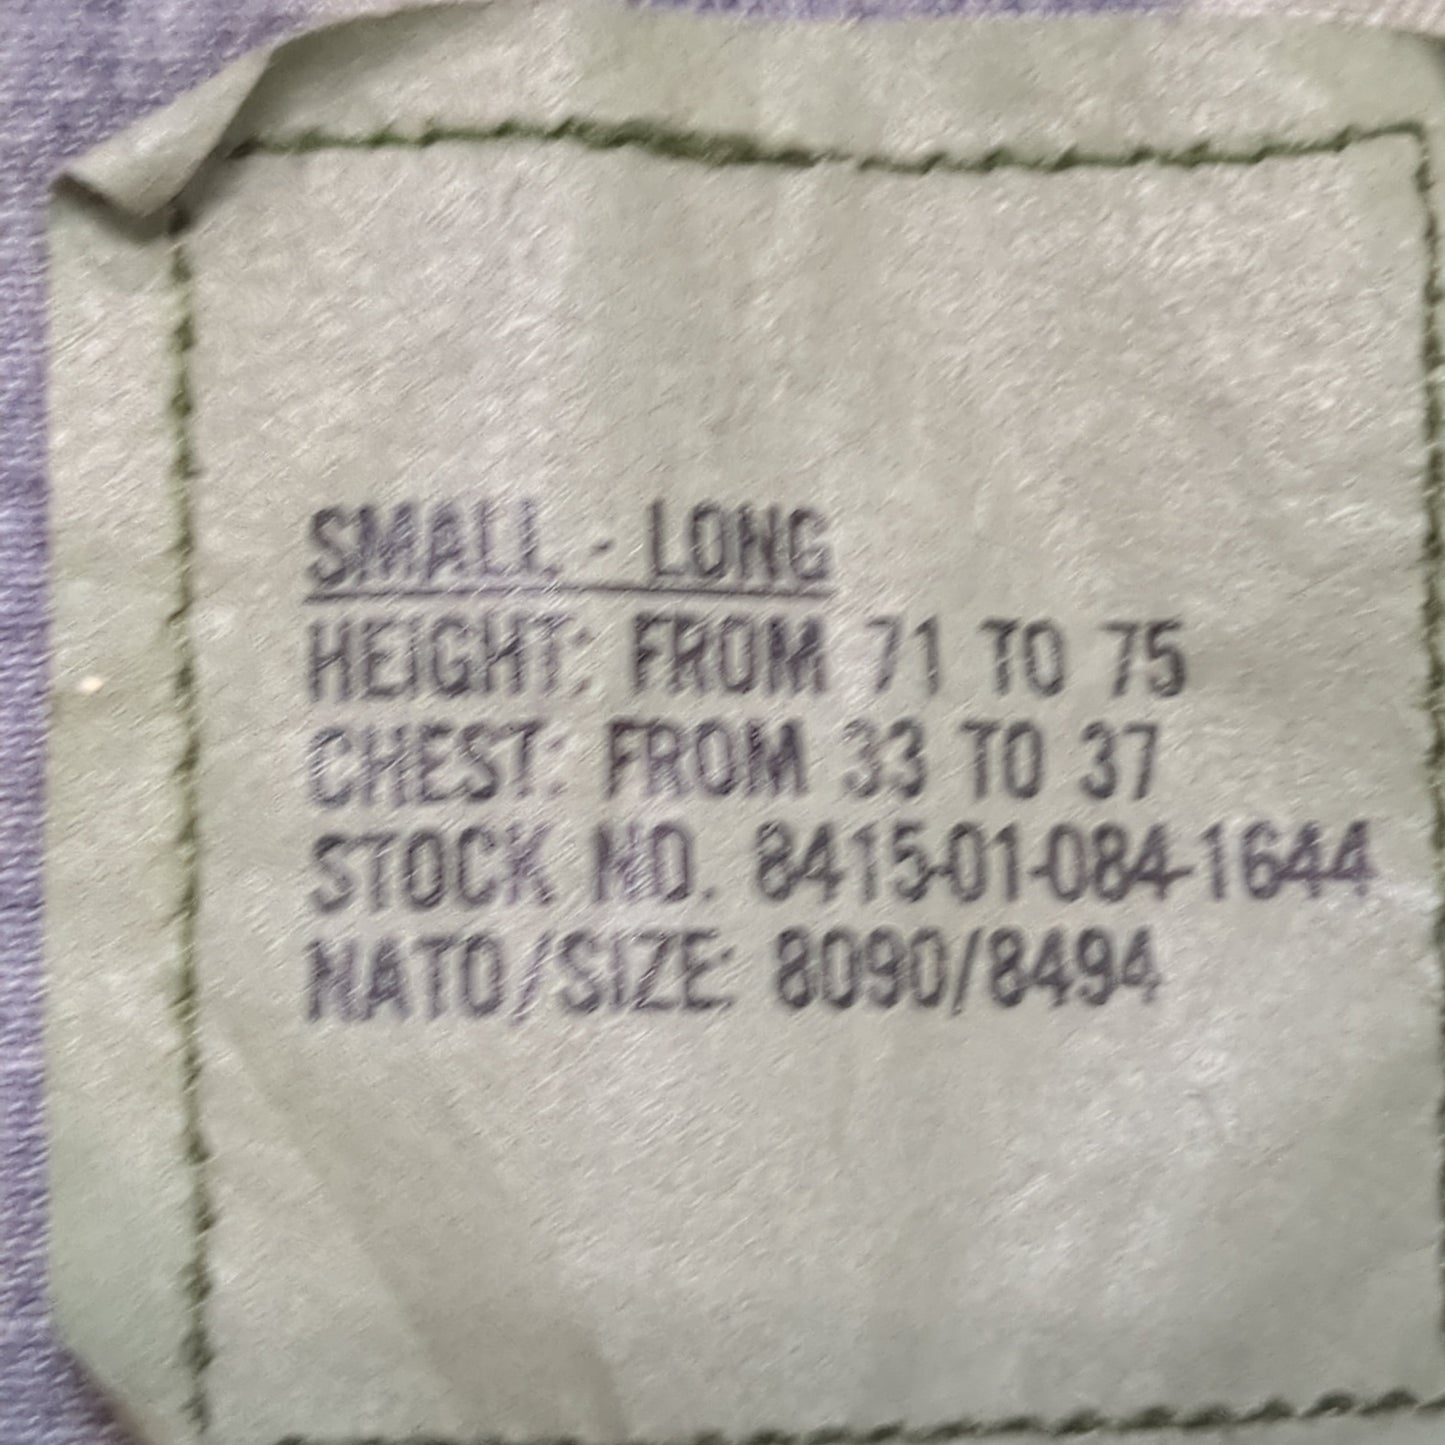 SMALL - LONG
HEIGHT: FROM 71 TO 75
CHEST: FROM 33 TO 37
STOCK NO. 8415-01-084-1644
NATO/SIZE: 8090/8494